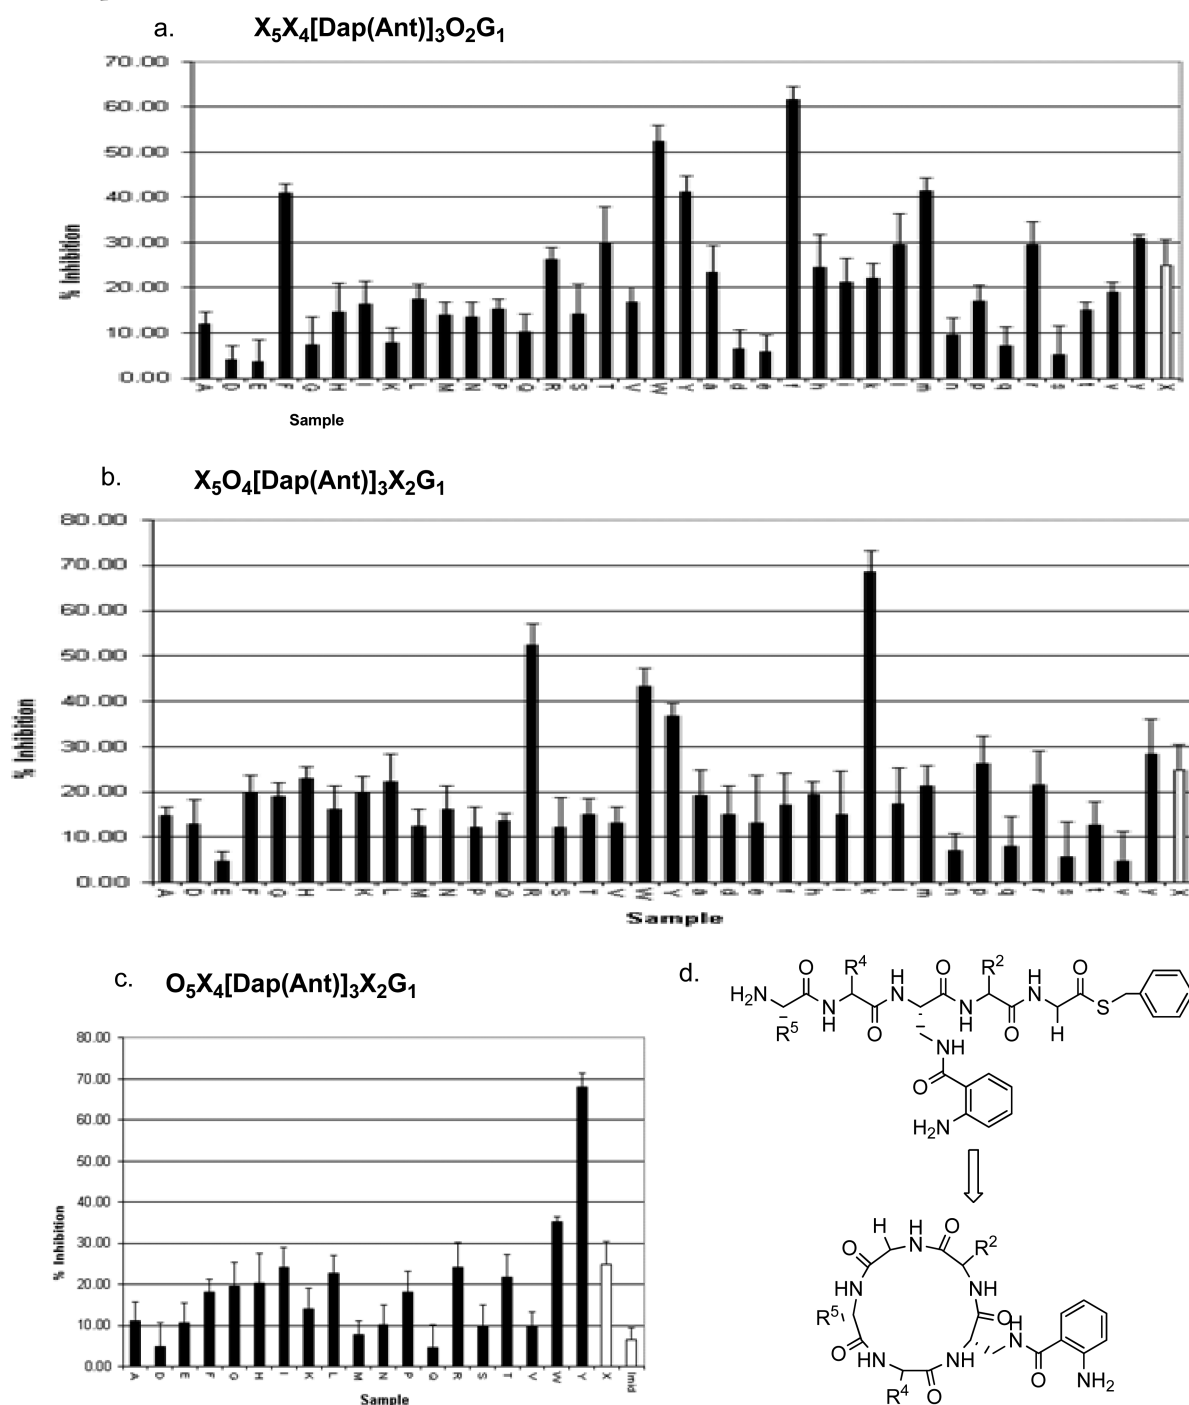 a. X₅X₄[Dap(Ant)]₃O₂G₁
70.00
60.00
50.00
40.00
30.00
20.00
10.00
0.00
% Inhibition
A D E F G H I K L M N P Q R S T V W Y a d e f h i k l m n p q r s t v y X
Sample
b. X₅O₄[Dap(Ant)]₃X₂G₁
80.00
70.00
60.00
50.00
40.00
30.00
20.00
10.00
0.00
% Inhibition
A D E F G H I K L M N P Q R S T V W Y a d e f h i k l m n p q r s t v y X
Sample
c. O₅X₄[Dap(Ant)]₃X₂G₁
80.00
70.00
60.00
50.00
40.00
30.00
20.00
10.00
0.00
% Inhibition
A D E F G H I K L M N P Q R S T V W Y X Imid
Sample
d.
O R⁴ H O R² H O
H₂N N N N N S
R⁵ H O H O H
NH
O
H₂N
H H N O
O R²
HN NH
R⁵ O H N
O HN HN O NH₂
R⁴ O